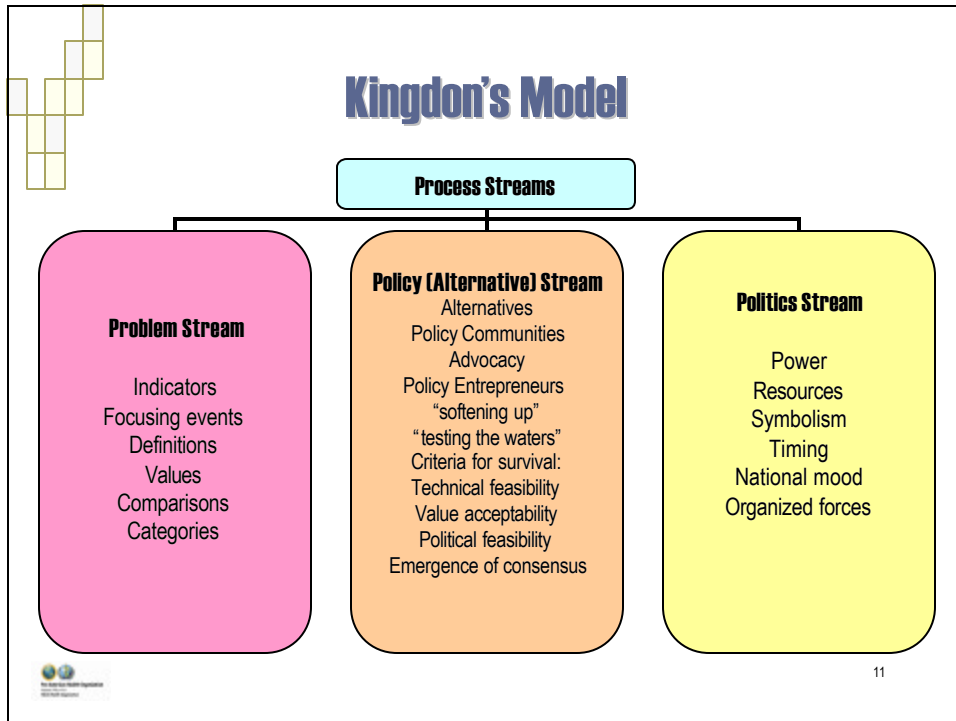 Kingdon's Model
Process Streams
Problem Stream
Indicators
Focusing events
Definitions
Values
Comparisons
Categories
Policy (Alternative) Stream
Alternatives
Policy Communities
Advocacy
Policy Entrepreneurs
“softening up”
“testing the waters”
Criteria for survival:
Technical feasibility
Value acceptability
Political feasibility
Emergence of consensus
Politics Stream
Power
Resources
Symbolism
Timing
National mood
Organized forces
11